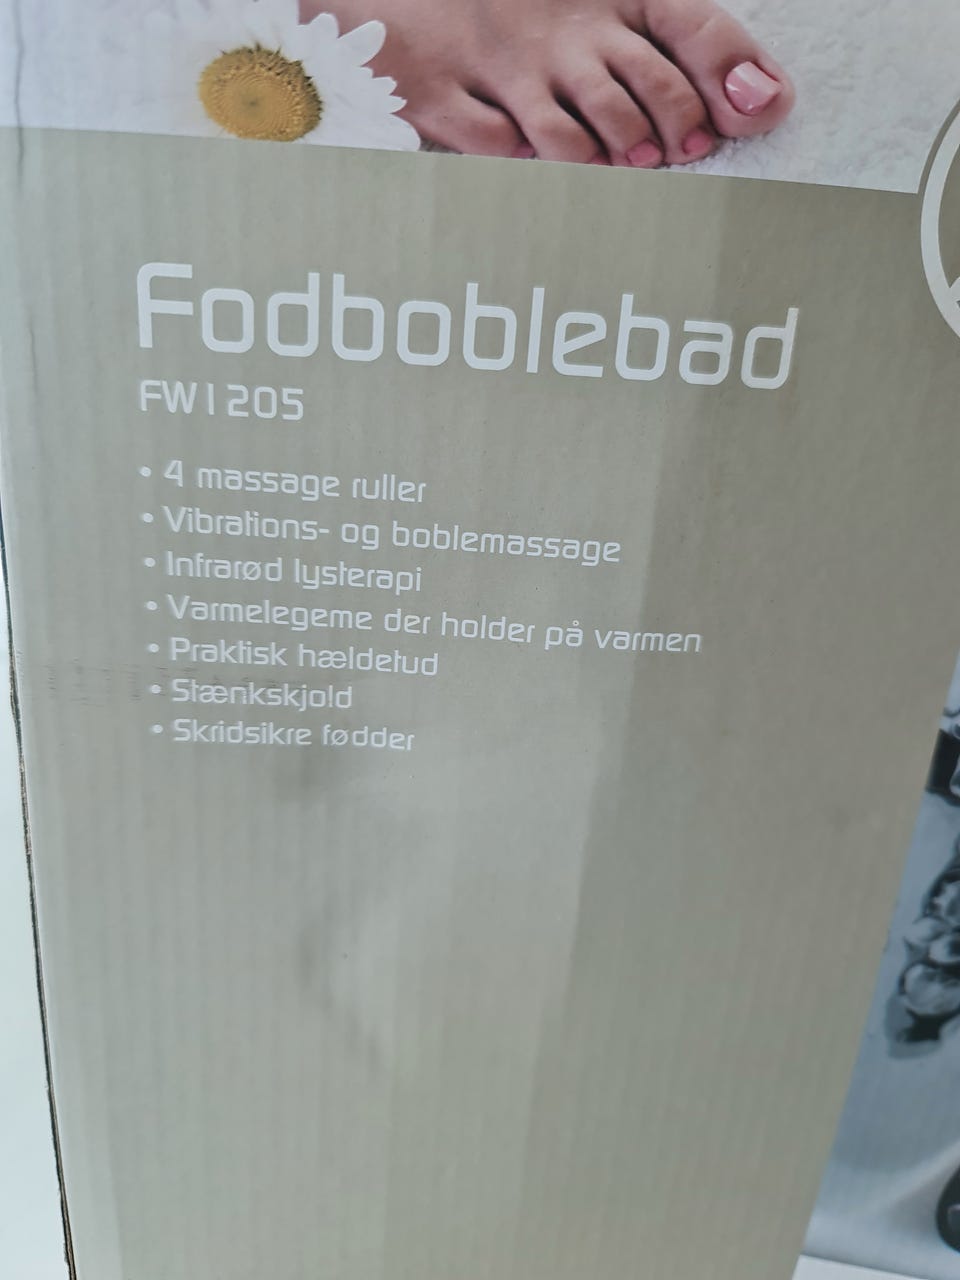 Fodboblebad
FW1205
• 4 massage ruller
• Vibrations- og boblemassage
• Infrarød lysterapi
• Varmelegeme der holder på varmen
• Praktisk hældetud
• Stænkskjold
• Skridsikre fødder